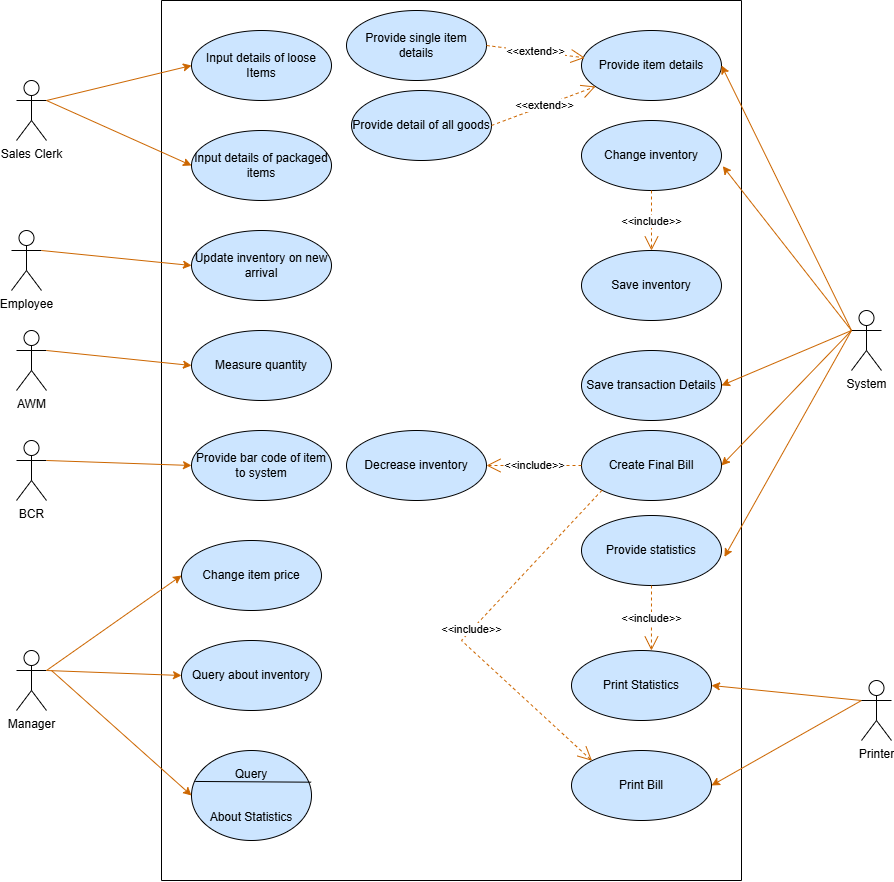 Provide single item
details
Input details of loose
Items
<<extend>>
Provide item details
<<extend>>
Provide detail of all goods
Sales Clerk
Input details of packaged
items
Change inventory
<<include>>
Employee
Update inventory on new
arrival
Save inventory
AWM
Measure quantity
Save transaction Details
System
BCR
Provide bar code of item
to system
Decrease inventory
<<include>>
Create Final Bill
Provide statistics
Change item price
<<include>>
<<include>>
Manager
Query about inventory
Print Statistics
Printer
Query
About Statistics
Print Bill